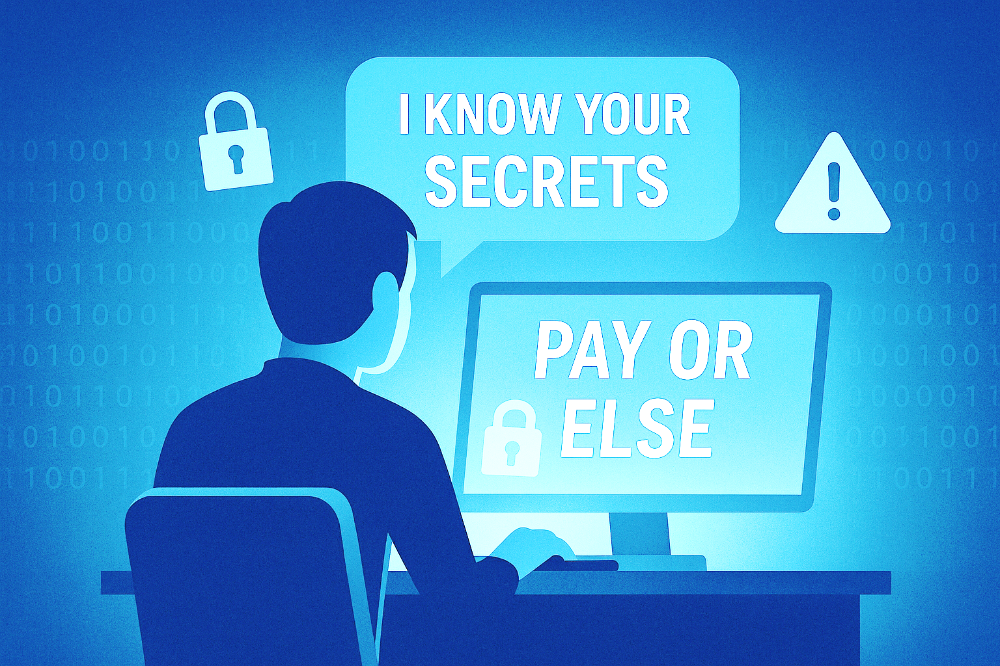 I KNOW YOUR
SECRETS
PAY OR
ELSE